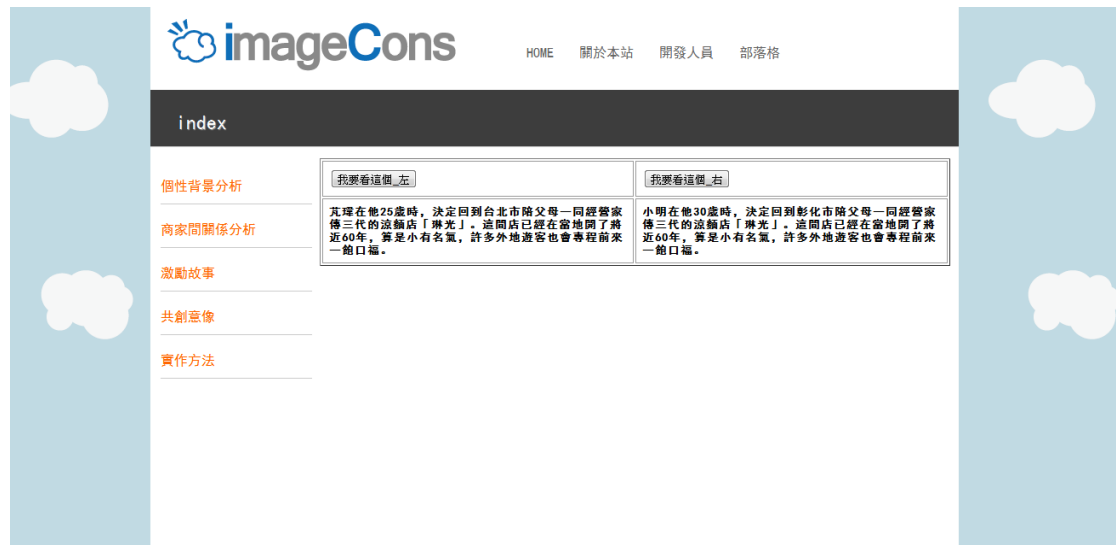 imageCons
HOME 關於本站 開發人員 部落格
index
個性背景分析
商家間關係分析
激勵故事
共創意像
實作方法
我要看這個_左
芃瑋在他25歲時, 決定回到台北市陪父母一同經營家
傳三代的涼麵店「琳光」。這間店已經在當地開了將
近60年, 算是小有名氣, 許多外地遊客也會專程前來
一飽口福。
我要看這個_右
小明在他30歲時, 決定回到彰化市陪父母一同經營家
傳三代的涼麵店「琳光」。這間店已經在當地開了將
近60年, 算是小有名氣, 許多外地遊客也會專程前來
一飽口福。